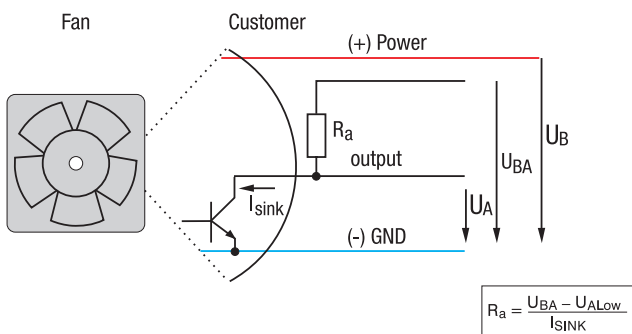 Fan
Customer
(+) Power
Ra
output
Isink
UA
UBA
UB
(-) GND
Ra = UBA – UALow / ISINK